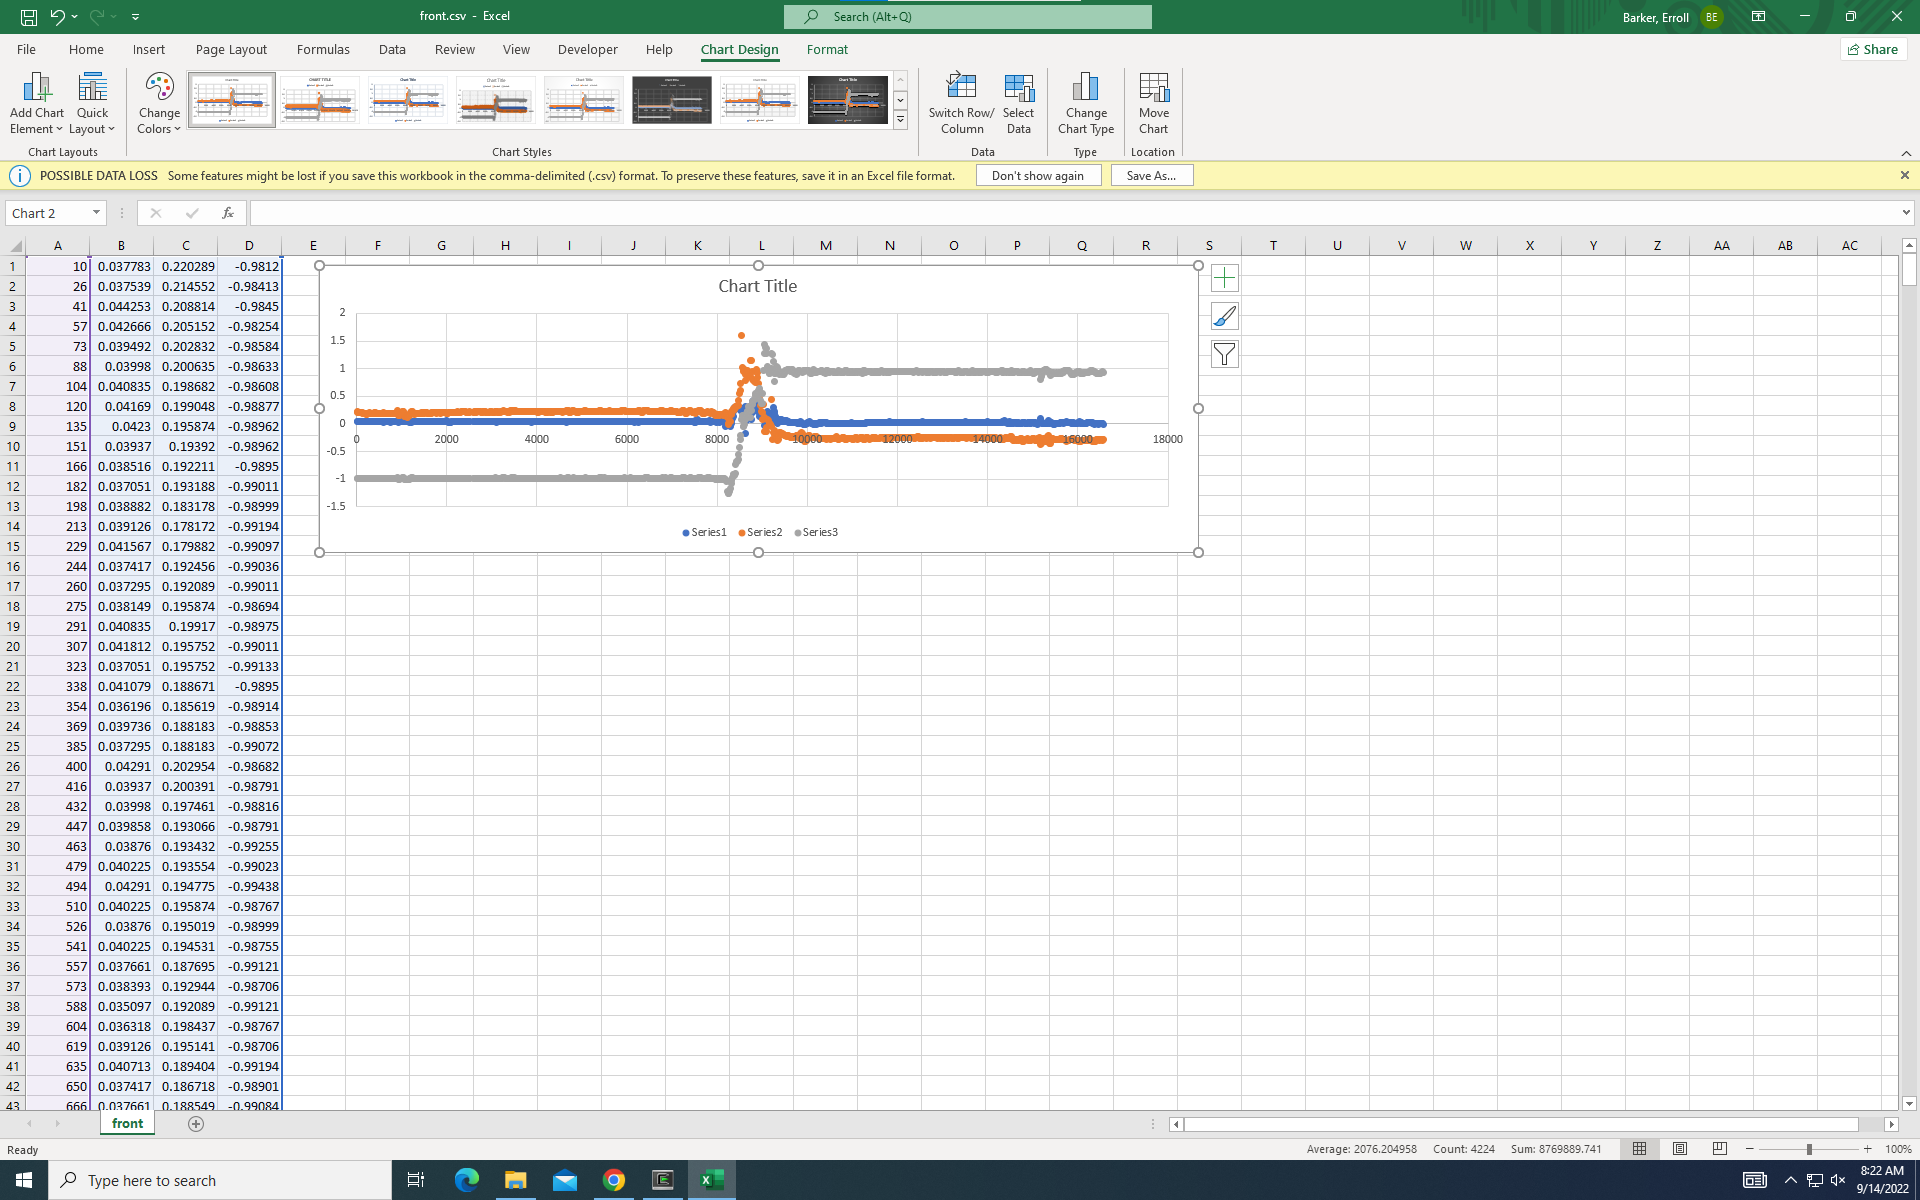 front.csv - Excel
Search (Alt+Q)
Barker, Erroll BE
File Home Insert Page Layout Formulas Data Review View Developer Help Chart Design Format
Share
Add Chart Element
Quick Layout
Change Colors
Switch Row/ Column
Select Data
Change Chart Type
Move Chart
Chart Layouts Chart Styles Data Type Location
POSSIBLE DATA LOSS Some features might be lost if you save this workbook in the comma-delimited (.csv) format. To preserve these features, save it in an Excel file format. Don't show again Save As...
Chart 2 fx
A B C D E F G H I J K L M N O P Q R S T U V W X Y Z AA AB AC
1 10 0.037783 0.220289 -0.9812
2 26 0.037539 0.214552 -0.98413
3 41 0.044253 0.208814 -0.9845
4 57 0.042666 0.205152 -0.98254
5 73 0.039492 0.202832 -0.98584
6 88 0.03998 0.200635 -0.98633
7 104 0.040835 0.198682 -0.98608
8 120 0.04169 0.199048 -0.98877
9 135 0.0423 0.195874 -0.98962
10 151 0.03937 0.19392 -0.98962
11 166 0.038516 0.192211 -0.9895
12 182 0.037051 0.193188 -0.99011
13 198 0.038882 0.183178 -0.98999
14 213 0.039126 0.178172 -0.99194
15 229 0.041567 0.179882 -0.99097
16 244 0.037417 0.192456 -0.99036
17 260 0.037295 0.192089 -0.99011
18 275 0.038149 0.195874 -0.98694
19 291 0.040835 0.19917 -0.98975
20 307 0.041812 0.195752 -0.99011
21 323 0.037051 0.195752 -0.99133
22 338 0.041079 0.188671 -0.9895
23 354 0.036196 0.185619 -0.98914
24 369 0.039736 0.188183 -0.98853
25 385 0.037295 0.188183 -0.99072
26 400 0.04291 0.202954 -0.98682
27 416 0.03937 0.200391 -0.98791
28 432 0.03998 0.197461 -0.98816
29 447 0.039858 0.193066 -0.98791
30 463 0.03876 0.193432 -0.99255
31 479 0.040225 0.193554 -0.99023
32 494 0.04291 0.194775 -0.99438
33 510 0.040225 0.195874 -0.98767
34 526 0.03876 0.195019 -0.98999
35 541 0.040225 0.194531 -0.98755
36 557 0.037661 0.187695 -0.99121
37 573 0.038393 0.192944 -0.98706
38 588 0.035097 0.192089 -0.99121
39 604 0.036318 0.198437 -0.98767
40 619 0.039126 0.195141 -0.98706
41 635 0.040713 0.189404 -0.99194
42 650 0.037417 0.186718 -0.98901
43 666 0.037661 0.188549 -0.99084
Chart Title
2
1.5
1
0.5
0
-0.5
-1
-1.5
0 2000 4000 6000 8000 10000 12000 14000 16000 18000
Series1 Series2 Series3
front
Ready
Average: 2076.204958 Count: 4224 Sum: 8769889.741 100%
Type here to search
8:22 AM
9/14/2022